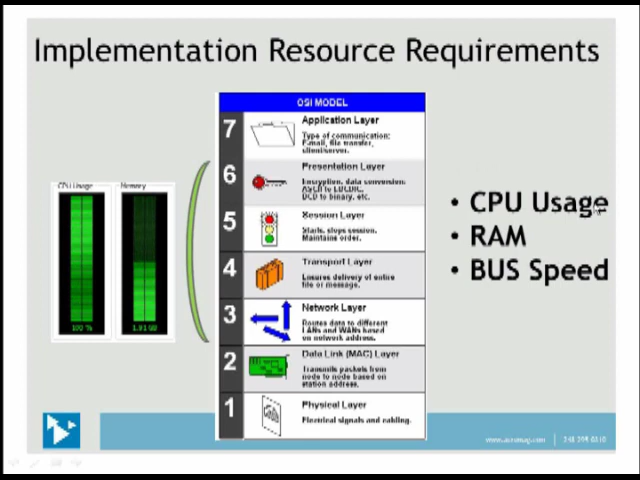 Implementation Resource Requirements
OSI MODEL
7
Application Layer
Type of communication:
E-mail, file transfer,
client/server.
6
Presentation Layer
Encryption, data conversion:
ASCII to EBCDIC,
BCD to binary, etc.
5
Session Layer
Starts, stops session.
Maintains order.
4
Transport Layer
Ensures delivery of entire
file or message.
3
Network Layer
Routes data to different
LANs and WANs based
on network address.
2
Data Link (MAC) Layer
Transmits packets from
node to node based on
station address.
1
Physical Layer
Electrical signals and cabling.
CPU Usage
Memory
100 %
1.91 GB
• CPU Usage
• RAM
• BUS Speed